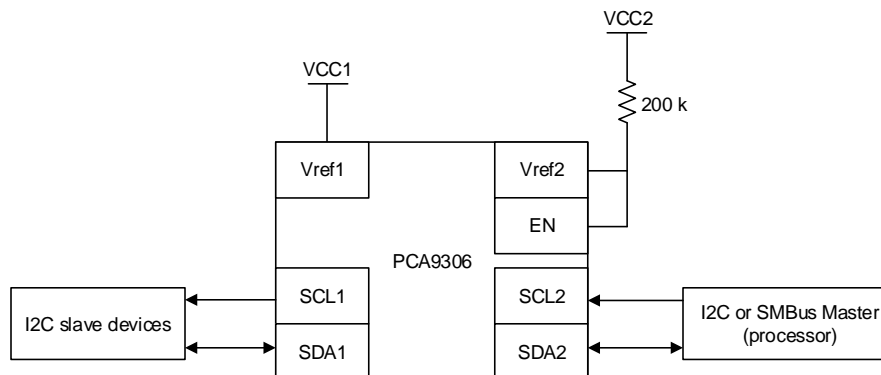 VCC2
VCC1
200 k
Vref1
Vref2
EN
PCA9306
SCL1
SCL2
I2C slave devices
I2C or SMBus Master
(processor)
SDA1
SDA2